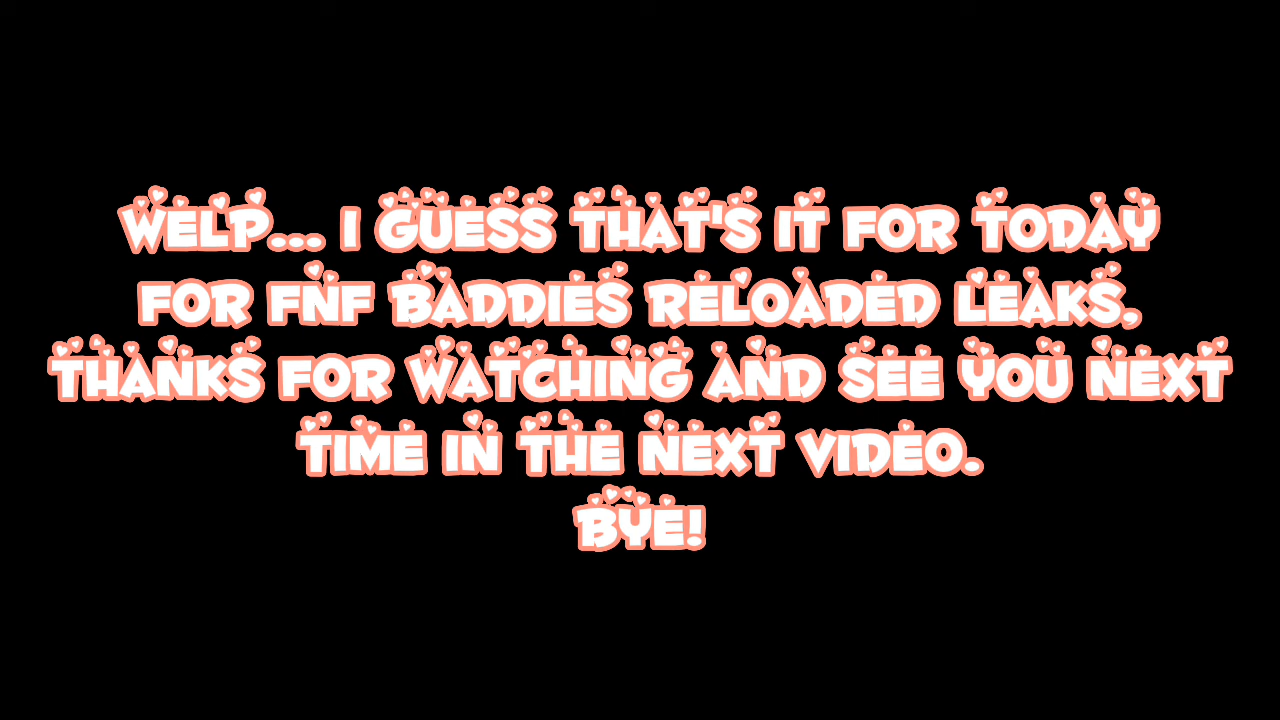 WELP... I GUESS THAT'S IT FOR TODAY
FOR FNF BADDIES RELOADED LEAKS,
THANKS FOR WATCHING AND SEE YOU NEXT
TIME IN THE NEXT VIDEO.
BYE!